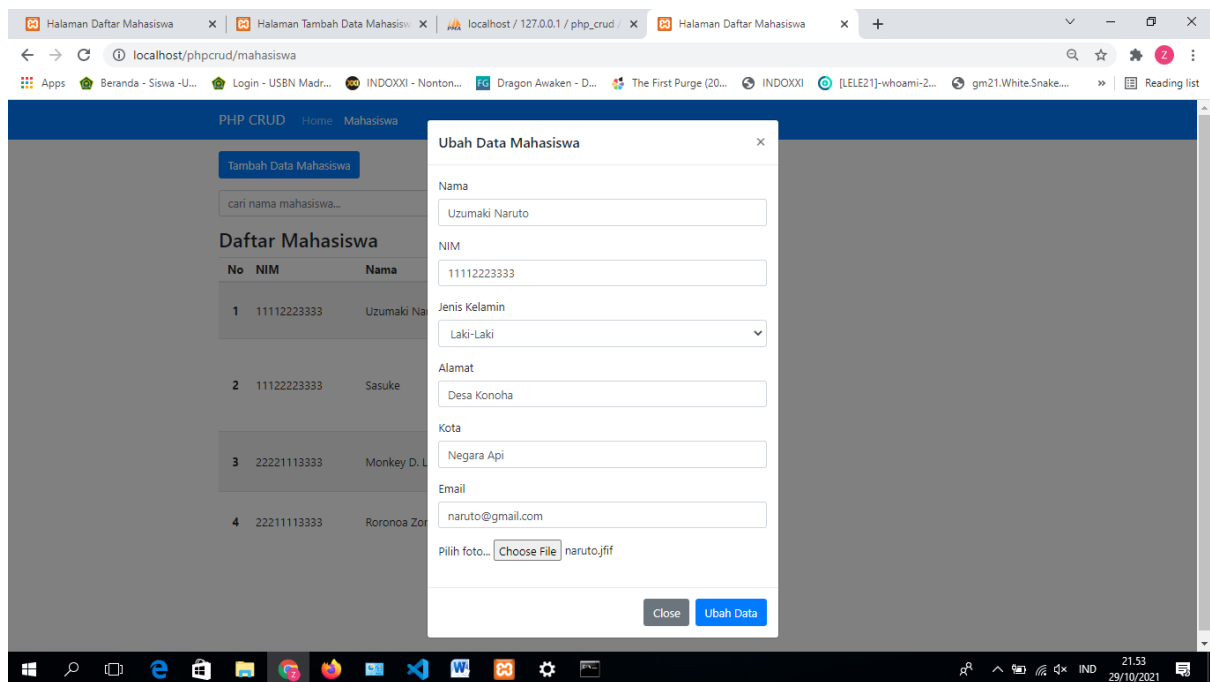 Halaman Daftar Mahasiswa
Halaman Tambah Data Mahasisw
localhost / 127.0.0.1 / php_crud /
Halaman Daftar Mahasiswa
localhost/phpcrud/mahasiswa
Z
Apps
Beranda - Siswa -U...
Login - USBN Madr...
INDOXXI - Nonton...
FG Dragon Awaken - D...
The First Purge (20...
INDOXXI
[LELE21]-whoami-2...
gm21.White.Snake....
»
Reading list
PHP CRUD Home Mahasiswa
Tambah Data Mahasiswa
cari nama mahasiswa...
Daftar Mahasiswa
No NIM Nama
1 11112223333 Uzumaki Na
2 11122223333 Sasuke
3 22221113333 Monkey D. L
4 22211113333 Roronoa Zor
Ubah Data Mahasiswa
×
Nama
Uzumaki Naruto
NIM
11112223333
Jenis Kelamin
Laki-Laki
Alamat
Desa Konoha
Kota
Negara Api
Email
naruto@gmail.com
Pilih foto... Choose File naruto.jfif
Close Ubah Data
IND
21.53
29/10/2021